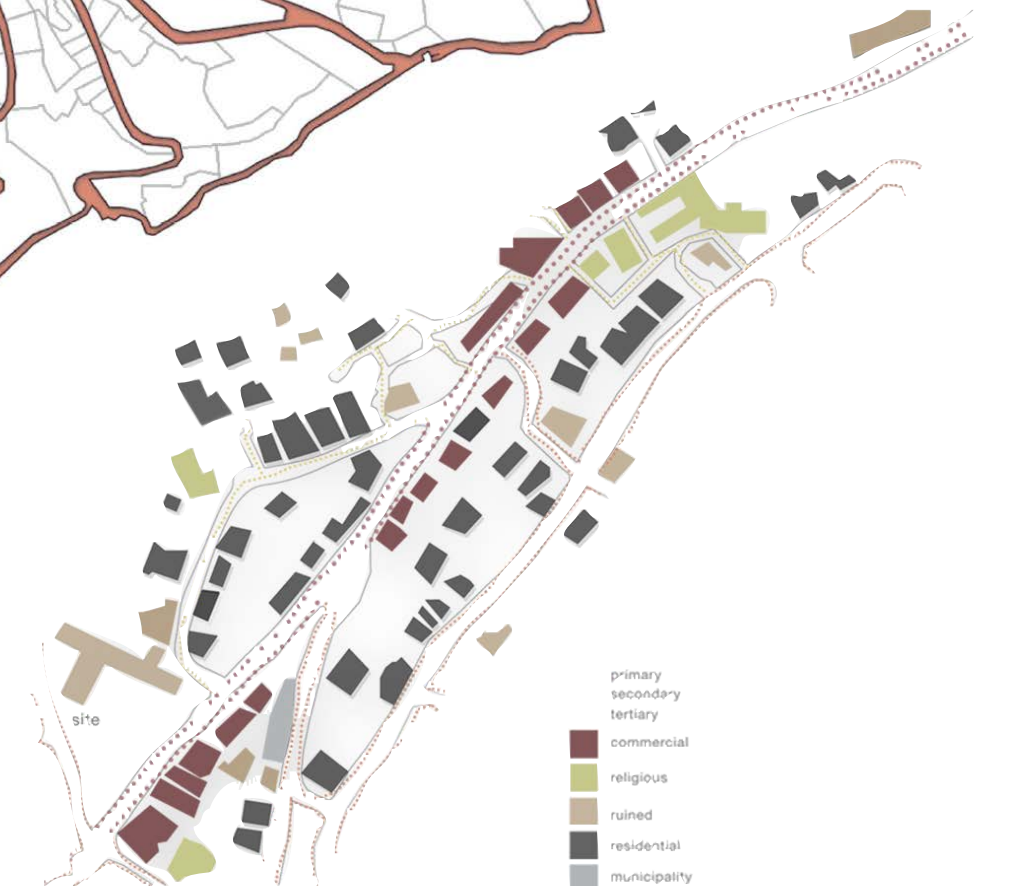 site
primary
secondary
tertiary
commercial
religious
ruined
residential
municipality